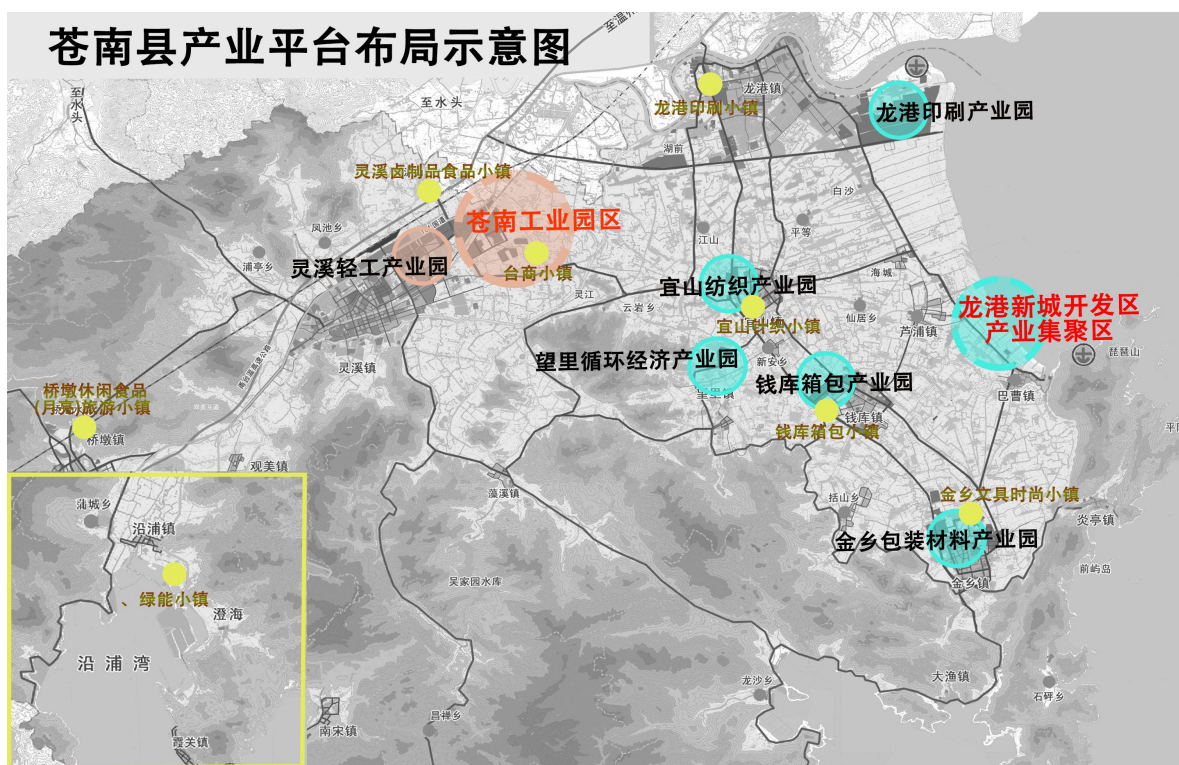 苍南县产业平台布局示意图
至温州
至水头
至水头
龙港镇
龙港印刷小镇
龙港印刷产业园
湖前
灵溪卤制品食品小镇
白沙
苍南工业园区
凤池乡
江山
平等
浦亭乡
灵溪轻工产业园
台商小镇
海城
灵江
宜山纺织产业园
云岩乡
龙港新城开发区
产业集聚区
仙居乡
宜山针织小镇
芦浦镇
琵琶山
望里循环经济产业园
新安乡
灵溪镇
钱库箱包产业园
望里镇
巴曹镇
桥墩休闲食品
(月亮)旅游小镇
钱库镇
钱库箱包小镇
桥墩镇
观美镇
藻溪镇
金乡文具时尚小镇
括山乡
蒲城乡
炎亭镇
沿浦镇
金乡包装材料产业园
前屿岛
吴家园水库
金乡镇
、绿能小镇
澄海
沿浦湾
大渔镇
龙沙乡
石砰乡
昌禅乡
南宋镇
霞关镇